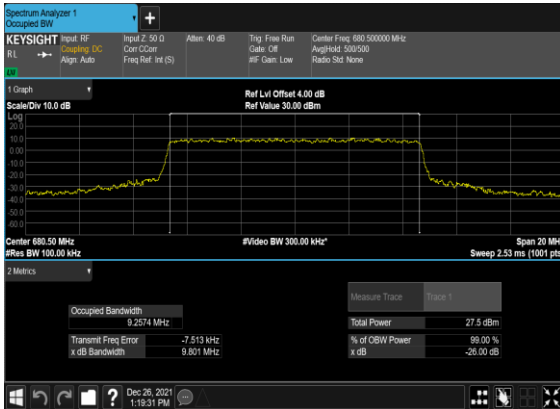 Spectrum Analyzer 1
Occupied BW
+
KEYSIGHT Input: RF Input Z: 50 Ω Atten: 40 dB Trig: Free Run Center Freq: 680.500000 MHz
RL Coupling: DC Corr CCorr Gate: Off Avg|Hold: 500/500
Align: Auto Freq Ref: Int (S) #IF Gain: Low Radio Std: None
1 Graph
Ref Lvl Offset 4.00 dB
Scale/Div 10.0 dB Ref Value 30.00 dBm
Log
20.0
10.0
0.00
-10.0
-20.0
-30.0
-40.0
-50.0
-60.0
Center 680.50 MHz #Video BW 300.00 kHz* Span 20 MH
#Res BW 100.00 kHz Sweep 2.53 ms (1001 pts
2 Metrics
Measure Trace Trace 1
Occupied Bandwidth
9.2574 MHz Total Power 27.5 dBm
Transmit Freq Error -7.513 kHz % of OBW Power 99.00 %
x dB Bandwidth 9.801 MHz x dB -26.00 dB
? Dec 26, 2021
1:19:31 PM